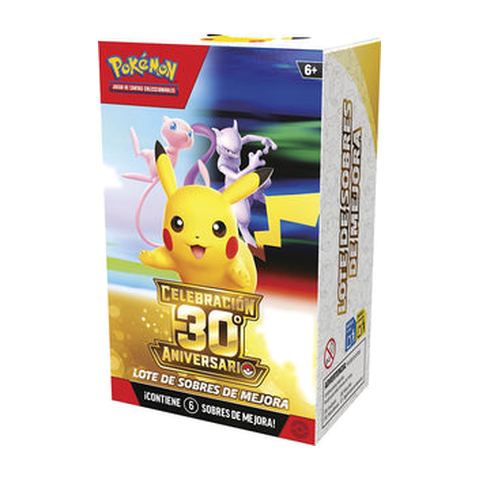 POKÉMON
JUEGO DE CARTAS COLECCIONABLES
6+
CELEBRACIÓN
30º
ANIVERSARIO
LOTE DE SOBRES DE MEJORA
¡CONTIENE 6 SOBRES DE MEJORA!
LOTE DE SOBRES
DE MEJORA